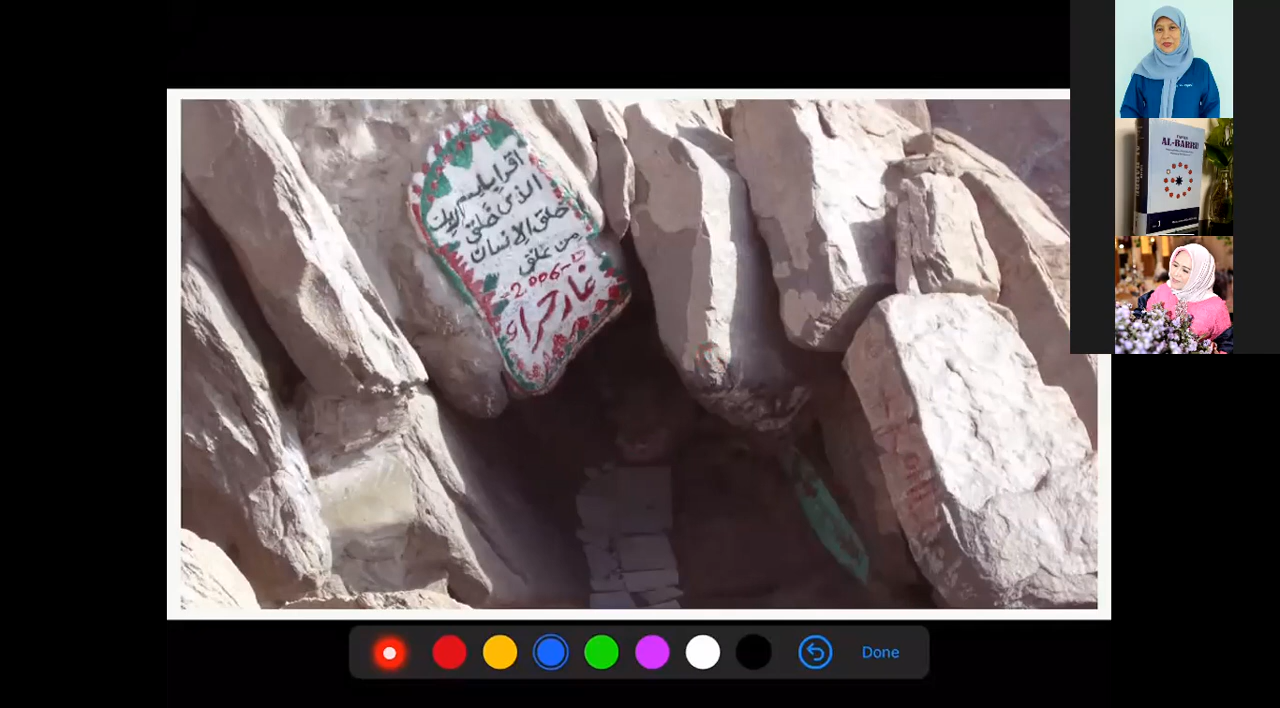 اقرا باسم ربك
الذي خلق
خلق الانسان
من علق
2006-
غار حراء
AL-BARRU
Done